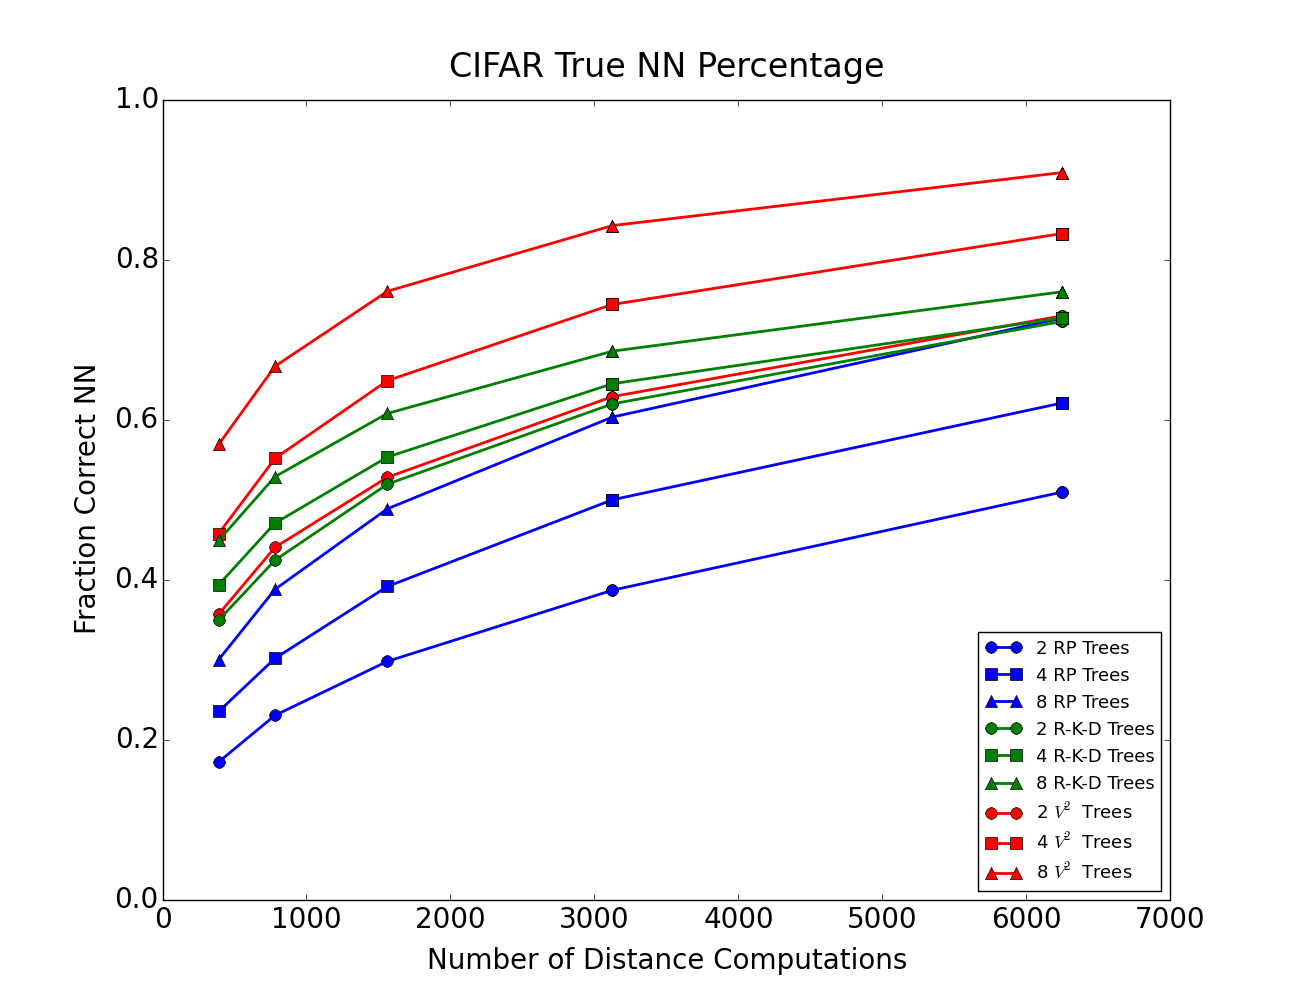 CIFAR True NN Percentage
1.0
0.8
0.6
0.4
0.2
0.0
Fraction Correct NN
0 1000 2000 3000 4000 5000 6000 7000
Number of Distance Computations
2 RP Trees
4 RP Trees
8 RP Trees
2 R-K-D Trees
4 R-K-D Trees
8 R-K-D Trees
2 V² Trees
4 V² Trees
8 V² Trees